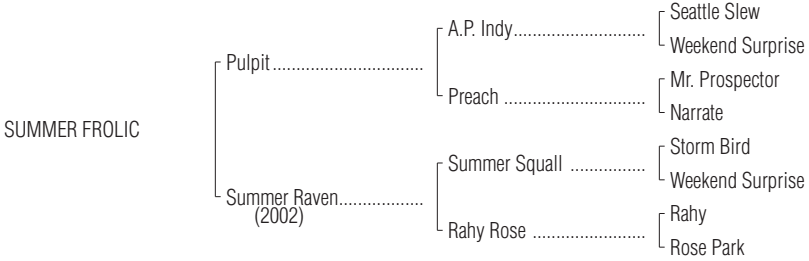 Seattle Slew
A.P. Indy..............................
Weekend Surprise
Pulpit..................................
Mr. Prospector
Preach ................................
Narrate
SUMMER FROLIC
Storm Bird
Summer Squall .................
Weekend Surprise
Summer Raven...................
(2002)
Rahy
Rahy Rose ..........................
Rose Park